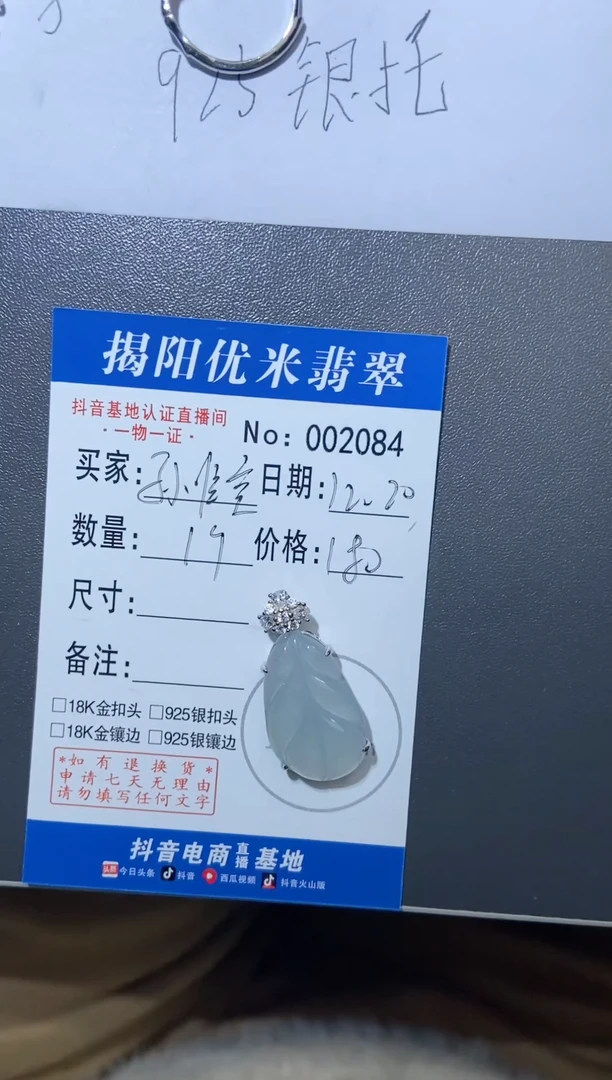 925银托
揭阳优米翡翠
抖音基地认证直播间
·一物一证·
No: 002084
买家: 日期: 12.20
数量: 价格:
尺寸:
备注:
□18K金扣头 □925银扣头
□18K金镶边 □925银镶边
*如有退换货*
申请七天无理由
请勿填写任何文字
抖音电商直播基地
头条 今日头条 抖音 西瓜视频 抖音火山版